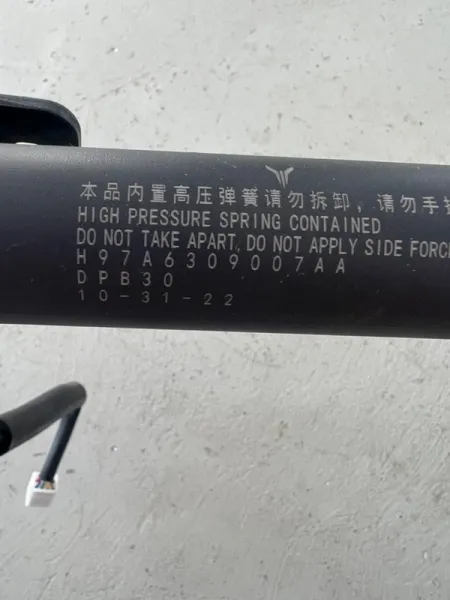 本品内置高压弹簧请勿拆卸，请勿手
HIGH PRESSURE SPRING CONTAINED
DO NOT TAKE APART, DO NOT APPLY SIDE FORC
H97A6309007AA
DPB30
10-31-22